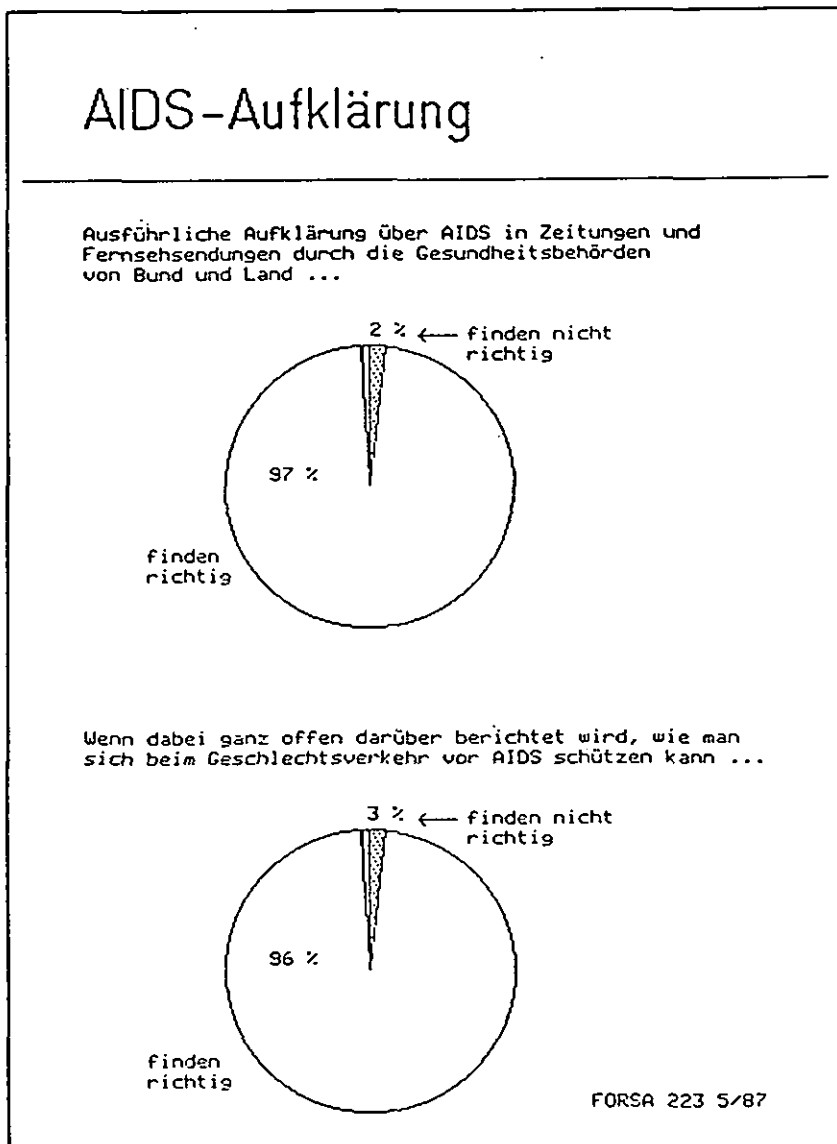 AIDS-Aufklärung
Ausführliche Aufklärung über AIDS in Zeitungen und
Fernsehsendungen durch die Gesundheitsbehörden
von Bund und Land ...
2 % ← finden nicht
richtig
97 %
finden
richtig
Wenn dabei ganz offen darüber berichtet wird, wie man
sich beim Geschlechtsverkehr vor AIDS schützen kann ...
3 % ← finden nicht
richtig
96 %
finden
richtig
FORSA 223 5/87